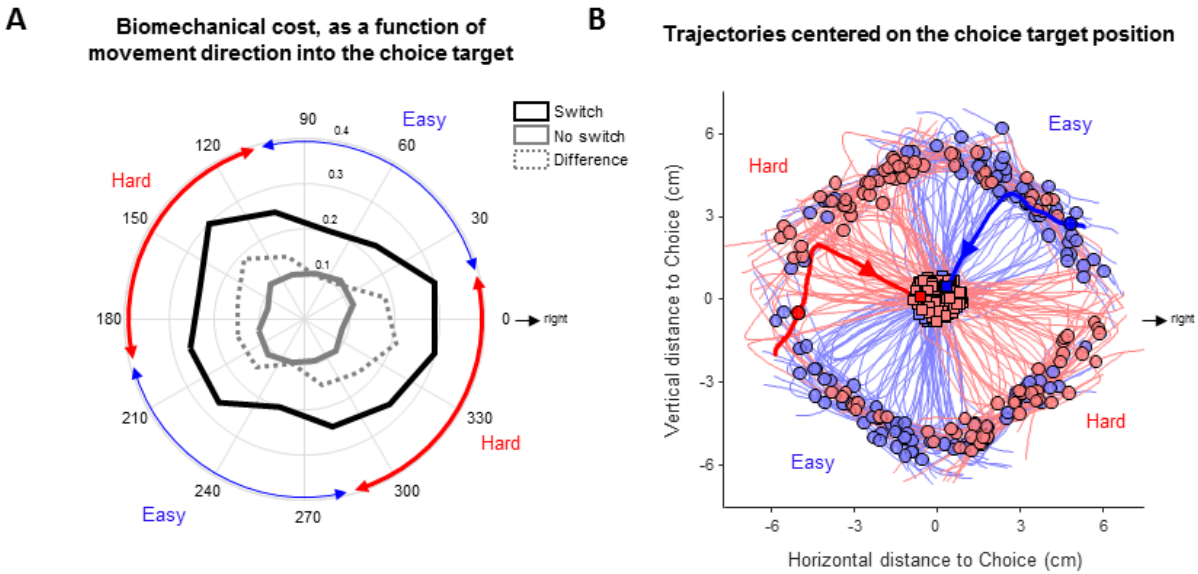 A
Biomechanical cost, as a function of
movement direction into the choice target
Switch
No switch
Difference
Easy
Hard
Hard
Easy
90
60
30
0
330
300
270
240
210
180
150
120
0.4
0.3
0.2
0.1
right
B
Trajectories centered on the choice target position
Easy
Hard
Easy
Hard
Vertical distance to Choice (cm)
6
3
0
-3
-6
right
-6
-3
0
3
6
Horizontal distance to Choice (cm)